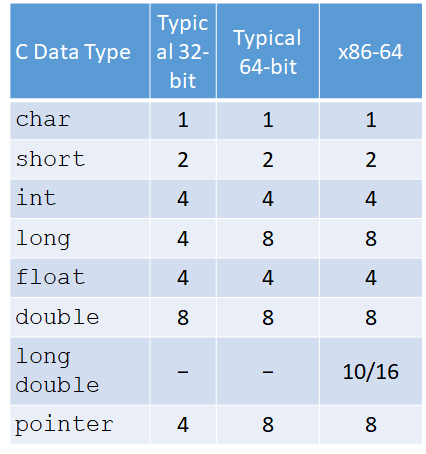 C Data Type Typic al 32- bit Typical 64-bit x86-64
char 1 1 1
short 2 2 2
int 4 4 4
long 4 8 8
float 4 4 4
double 8 8 8
long double – – 10/16
pointer 4 8 8